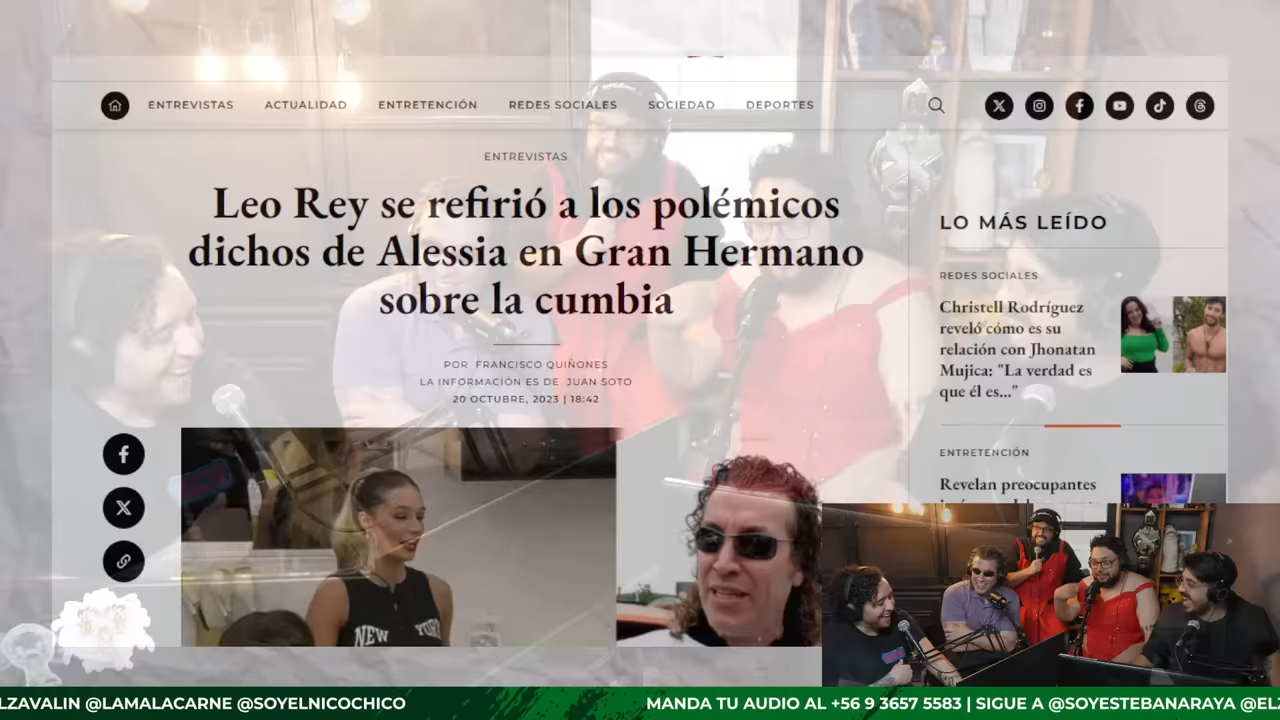 ENTREVISTAS ACTUALIDAD ENTRETENCIÓN REDES SOCIALES SOCIEDAD DEPORTES
ENTREVISTAS
Leo Rey se refirió a los polémicos
dichos de Alessia en Gran Hermano
sobre la cumbia
POR FRANCISCO QUIÑONES
LA INFORMACIÓN ES DE JUAN SOTO
20 OCTUBRE, 2023 | 18:42
LO MÁS LEÍDO
REDES SOCIALES
Christell Rodríguez
reveló cómo es su
relación con Jhonatan
Mujica: "La verdad es
que él es..."
ENTRETENCIÓN
Revelan preocupantes
NEW YORK
LZAVALIN @LAMALACARNE @SOYELNICOCHICO MANDA TU AUDIO AL +56 9 3657 5583 | SIGUE A @SOYESTEBANARAYA @ELZ